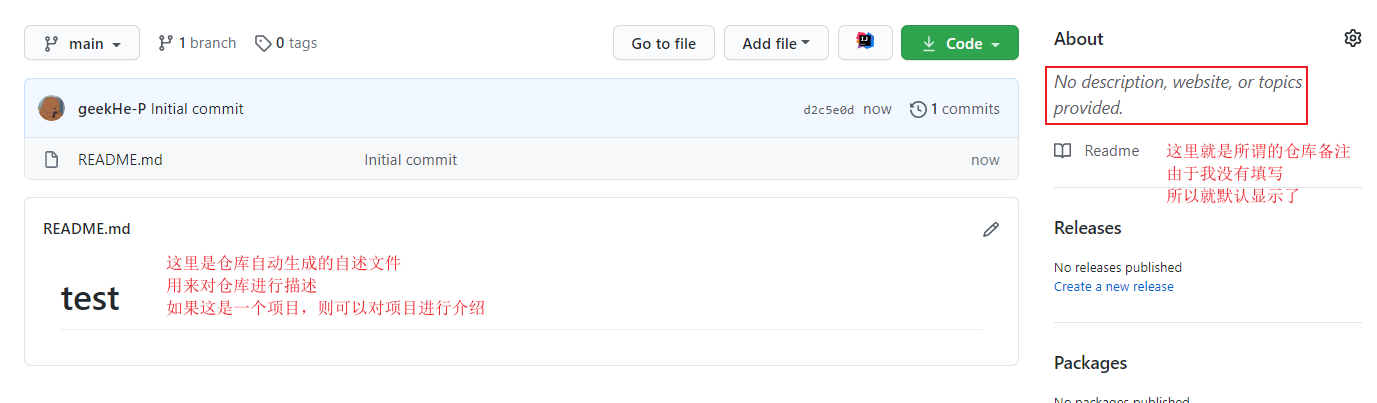 main 1 branch 0 tags Go to file Add file Code
geekHe-P Initial commit d2c5e0d now 1 commits
README.md Initial commit now
README.md
test
这里是仓库自动生成的自述文件
用来对仓库进行描述
如果这是一个项目，则可以对项目进行介绍
About
No description, website, or topics
provided.
Readme
这里就是所谓的仓库备注
由于我没有填写
所以就默认显示了
Releases
No releases published
Create a new release
Packages
No packages published